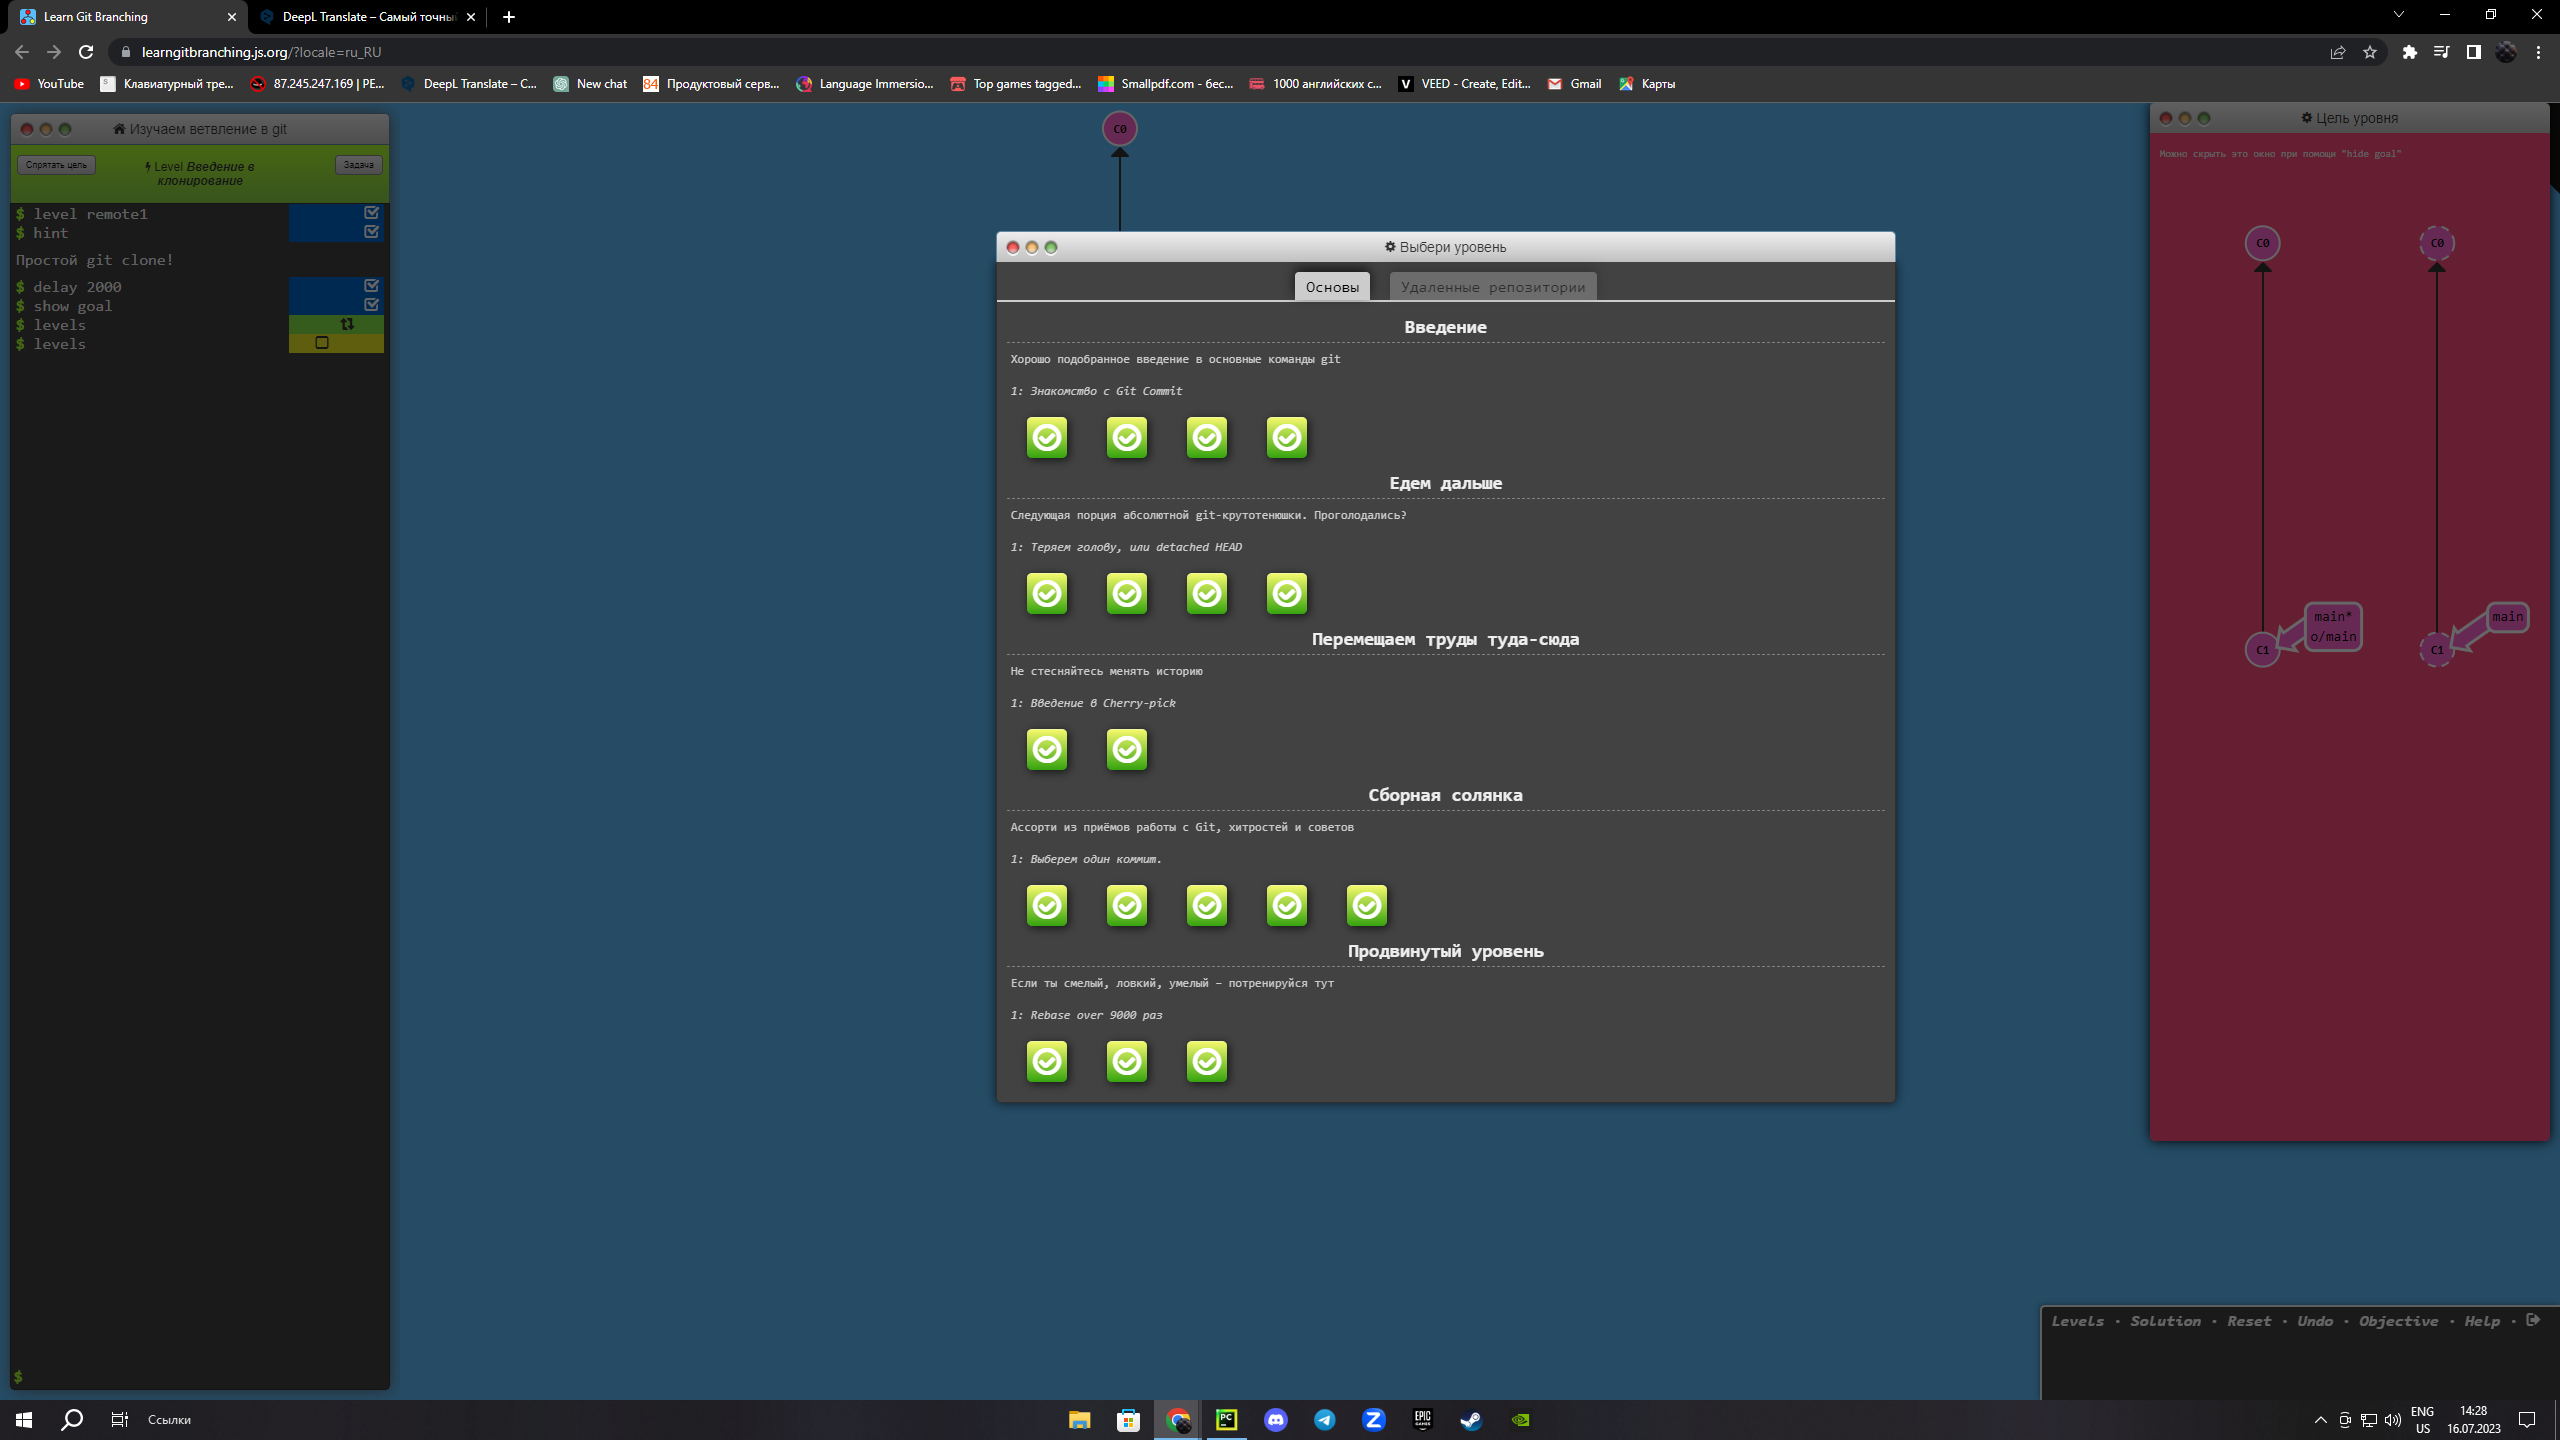 Learn Git Branching
DeepL Translate – Самый точны
learngitbranching.js.org/?locale=ru_RU
YouTube
Клавиатурный тре...
87.245.247.169 | РЕ...
DeepL Translate – С...
New chat
84
Продуктовый серв...
Language Immersio...
Top games tagged...
Smallpdf.com - бес...
1000 английских с...
V
VEED - Create, Edit...
Gmail
Карты
Изучаем ветвление в git
Спрятать цель
Level Введение в
клонирование
Задача
$ level remote1
$ hint
Простой git clone!
$ delay 2000
$ show goal
$ levels
$ levels
$
C0
Выбери уровень
Основы
Удаленные репозитории
Введение
Хорошо подобранное введение в основные команды git
1: Знакомство с Git Commit
Едем дальше
Следующая порция абсолютной git-крутотенюшки. Проголодались?
1: Теряем голову, или detached HEAD
Перемещаем труды туда-сюда
Не стесняйтесь менять историю
1: Введение в Cherry-pick
Сборная солянка
Ассорти из приёмов работы с Git, хитростей и советов
1: Выберем один коммит.
Продвинутый уровень
Если ты смелый, ловкий, умелый – потренируйся тут
1: Rebase over 9000 раз
Цель уровня
Можно скрыть это окно при помощи "hide goal"
C0
C0
main*
o/main
main
C1
C1
Levels · Solution · Reset · Undo · Objective · Help ·
Ссылки
PC
Z
EPIC
GAMES
ENG
US
14:28
16.07.2023